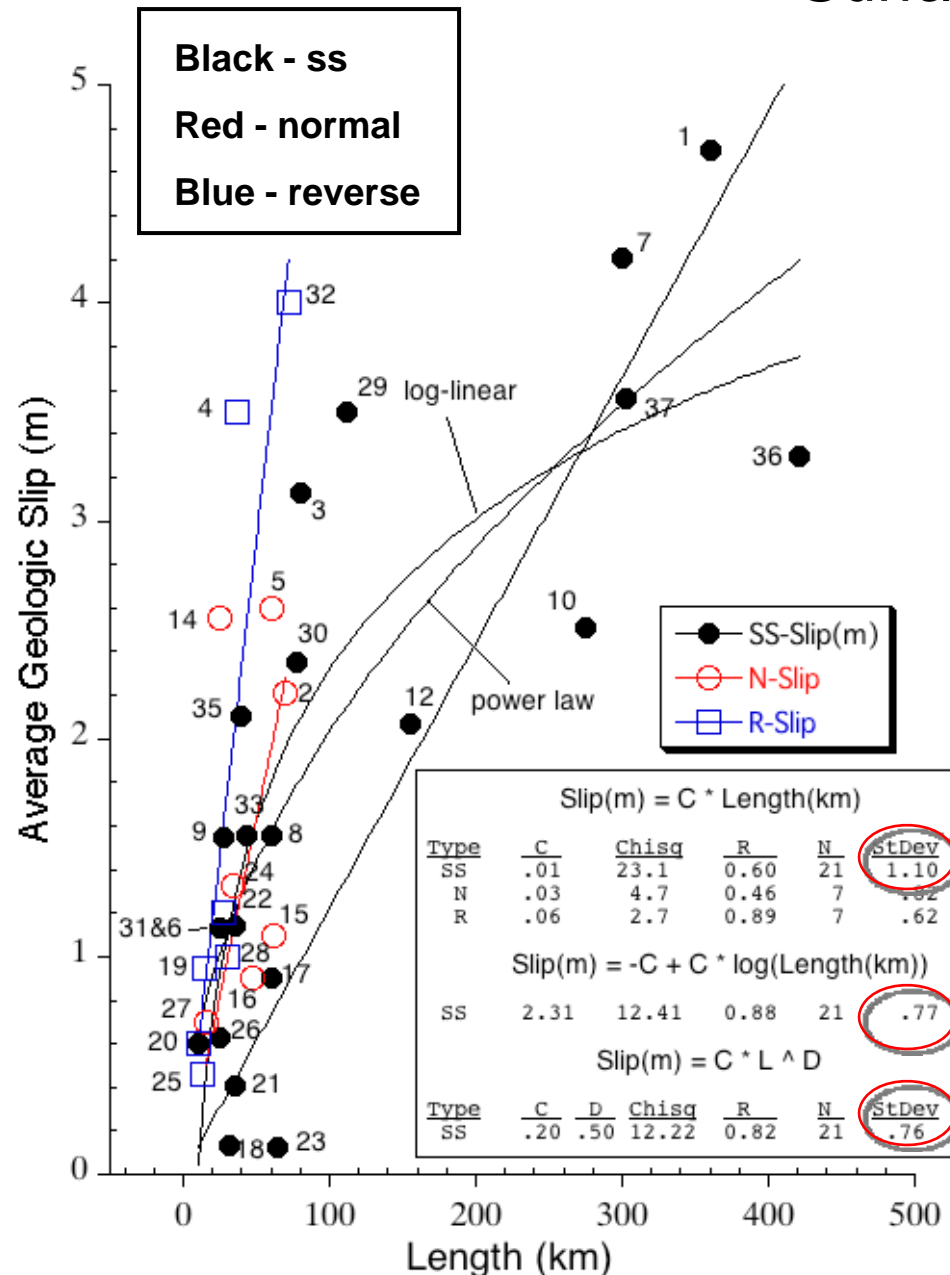 Black - ss
Red - normal
Blue - reverse
5
4
3
2
1
0
Average Geologic Slip (m)
0 100 200 300 400 500
Length (km)
1
7
32
29
log-linear
4
37
36
3
5
14
10
30
2
power law
12
35
SS-Slip(m)
N-Slip
R-Slip
33
9
8
24
22
31&6
15
28
19
17
16
27
26
20
25
21
18
23
Slip(m) = C * Length(km)
Type C Chisq R N StDev
SS .01 23.1 0.60 21 1.10
N .03 4.7 0.46 7
R .06 2.7 0.89 7 .62
Slip(m) = -C + C * log(Length(km))
SS 2.31 12.41 0.88 21 .77
Slip(m) = C * L ^ D
Type C D Chisq R N StDev
SS .20 .50 12.22 0.82 21 .76